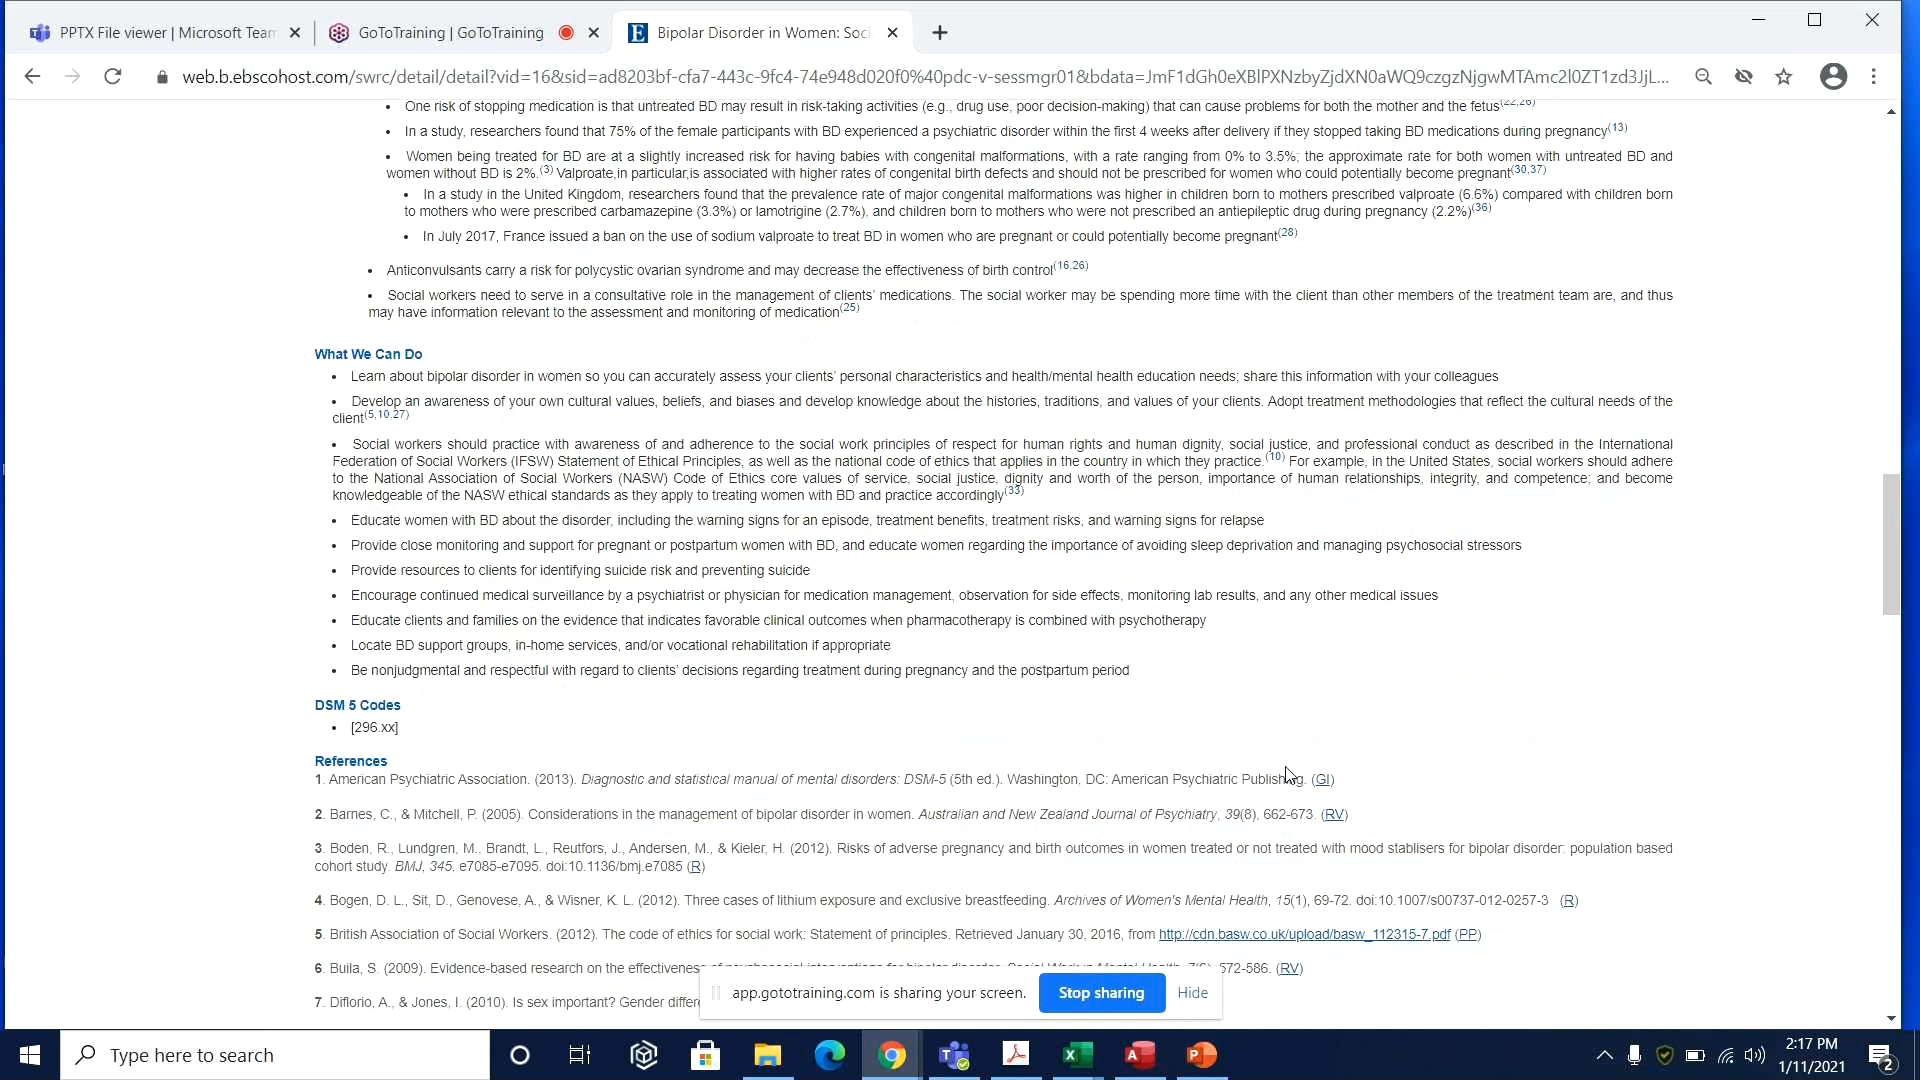 PPTX File viewer | Microsoft Team
GoToTraining | GoToTraining
Bipolar Disorder in Women: Soci
web.b.ebscohost.com/swrc/detail/detail?vid=16&sid=ad8203bf-cfa7-443c-9fc4-74e948d020f0%40pdc-v-sessmgr01&bdata=JmF1dGh0eXBlPXNzbyZjdXN0aWQ9czgzNjgwMTAmc2l0ZT1zd3JjL...
• One risk of stopping medication is that untreated BD may result in risk-taking activities (e.g., drug use, poor decision-making) that can cause problems for both the mother and the fetus(22,26)
• In a study, researchers found that 75% of the female participants with BD experienced a psychiatric disorder within the first 4 weeks after delivery if they stopped taking BD medications during pregnancy(13)
• Women being treated for BD are at a slightly increased risk for having babies with congenital malformations, with a rate ranging from 0% to 3.5%; the approximate rate for both women with untreated BD and
women without BD is 2%.(3) Valproate,in particular,is associated with higher rates of congenital birth defects and should not be prescribed for women who could potentially become pregnant(30,37)
• In a study in the United Kingdom, researchers found that the prevalence rate of major congenital malformations was higher in children born to mothers prescribed valproate (6.6%) compared with children born
to mothers who were prescribed carbamazepine (3.3%) or lamotrigine (2.7%), and children born to mothers who were not prescribed an antiepileptic drug during pregnancy (2.2%)(36)
• In July 2017, France issued a ban on the use of sodium valproate to treat BD in women who are pregnant or could potentially become pregnant(28)
• Anticonvulsants carry a risk for polycystic ovarian syndrome and may decrease the effectiveness of birth control(16,26)
• Social workers need to serve in a consultative role in the management of clients' medications. The social worker may be spending more time with the client than other members of the treatment team are, and thus
may have information relevant to the assessment and monitoring of medication(25)
What We Can Do
• Learn about bipolar disorder in women so you can accurately assess your clients' personal characteristics and health/mental health education needs; share this information with your colleagues
• Develop an awareness of your own cultural values, beliefs, and biases and develop knowledge about the histories, traditions, and values of your clients. Adopt treatment methodologies that reflect the cultural needs of the
client(5,10,27)
• Social workers should practice with awareness of and adherence to the social work principles of respect for human rights and human dignity, social justice, and professional conduct as described in the International
Federation of Social Workers (IFSW) Statement of Ethical Principles, as well as the national code of ethics that applies in the country in which they practice.(10) For example, in the United States, social workers should adhere
to the National Association of Social Workers (NASW) Code of Ethics core values of service, social justice, dignity and worth of the person, importance of human relationships, integrity, and competence; and become
knowledgeable of the NASW ethical standards as they apply to treating women with BD and practice accordingly(33)
• Educate women with BD about the disorder, including the warning signs for an episode, treatment benefits, treatment risks, and warning signs for relapse
• Provide close monitoring and support for pregnant or postpartum women with BD, and educate women regarding the importance of avoiding sleep deprivation and managing psychosocial stressors
• Provide resources to clients for identifying suicide risk and preventing suicide
• Encourage continued medical surveillance by a psychiatrist or physician for medication management, observation for side effects, monitoring lab results, and any other medical issues
• Educate clients and families on the evidence that indicates favorable clinical outcomes when pharmacotherapy is combined with psychotherapy
• Locate BD support groups, in-home services, and/or vocational rehabilitation if appropriate
• Be nonjudgmental and respectful with regard to clients' decisions regarding treatment during pregnancy and the postpartum period
DSM 5 Codes
• [296.xx]
References
1. American Psychiatric Association. (2013). Diagnostic and statistical manual of mental disorders: DSM-5 (5th ed.). Washington, DC: American Psychiatric Publishing. (GI)
2. Barnes, C., & Mitchell, P. (2005). Considerations in the management of bipolar disorder in women. Australian and New Zealand Journal of Psychiatry, 39(8), 662-673. (RV)
3. Boden, R., Lundgren, M., Brandt, L., Reutfors, J., Andersen, M., & Kieler, H. (2012). Risks of adverse pregnancy and birth outcomes in women treated or not treated with mood stablisers for bipolar disorder: population based
cohort study. BMJ, 345, e7085-e7095. doi:10.1136/bmj.e7085 (R)
4. Bogen, D. L., Sit, D., Genovese, A., & Wisner, K. L. (2012). Three cases of lithium exposure and exclusive breastfeeding. Archives of Women's Mental Health, 15(1), 69-72. doi:10.1007/s00737-012-0257-3 (R)
5. British Association of Social Workers. (2012). The code of ethics for social work: Statement of principles. Retrieved January 30, 2016, from http://cdn.basw.co.uk/upload/basw_112315-7.pdf (PP)
6. Buila, S. (2009). Evidence-based research on the effectiveness 572-586. (RV)
7. Diflorio, A., & Jones, I. (2010). Is sex important? Gender differe
app.gototraining.com is sharing your screen.
Stop sharing
Hide
Type here to search
2:17 PM
1/11/2021
2